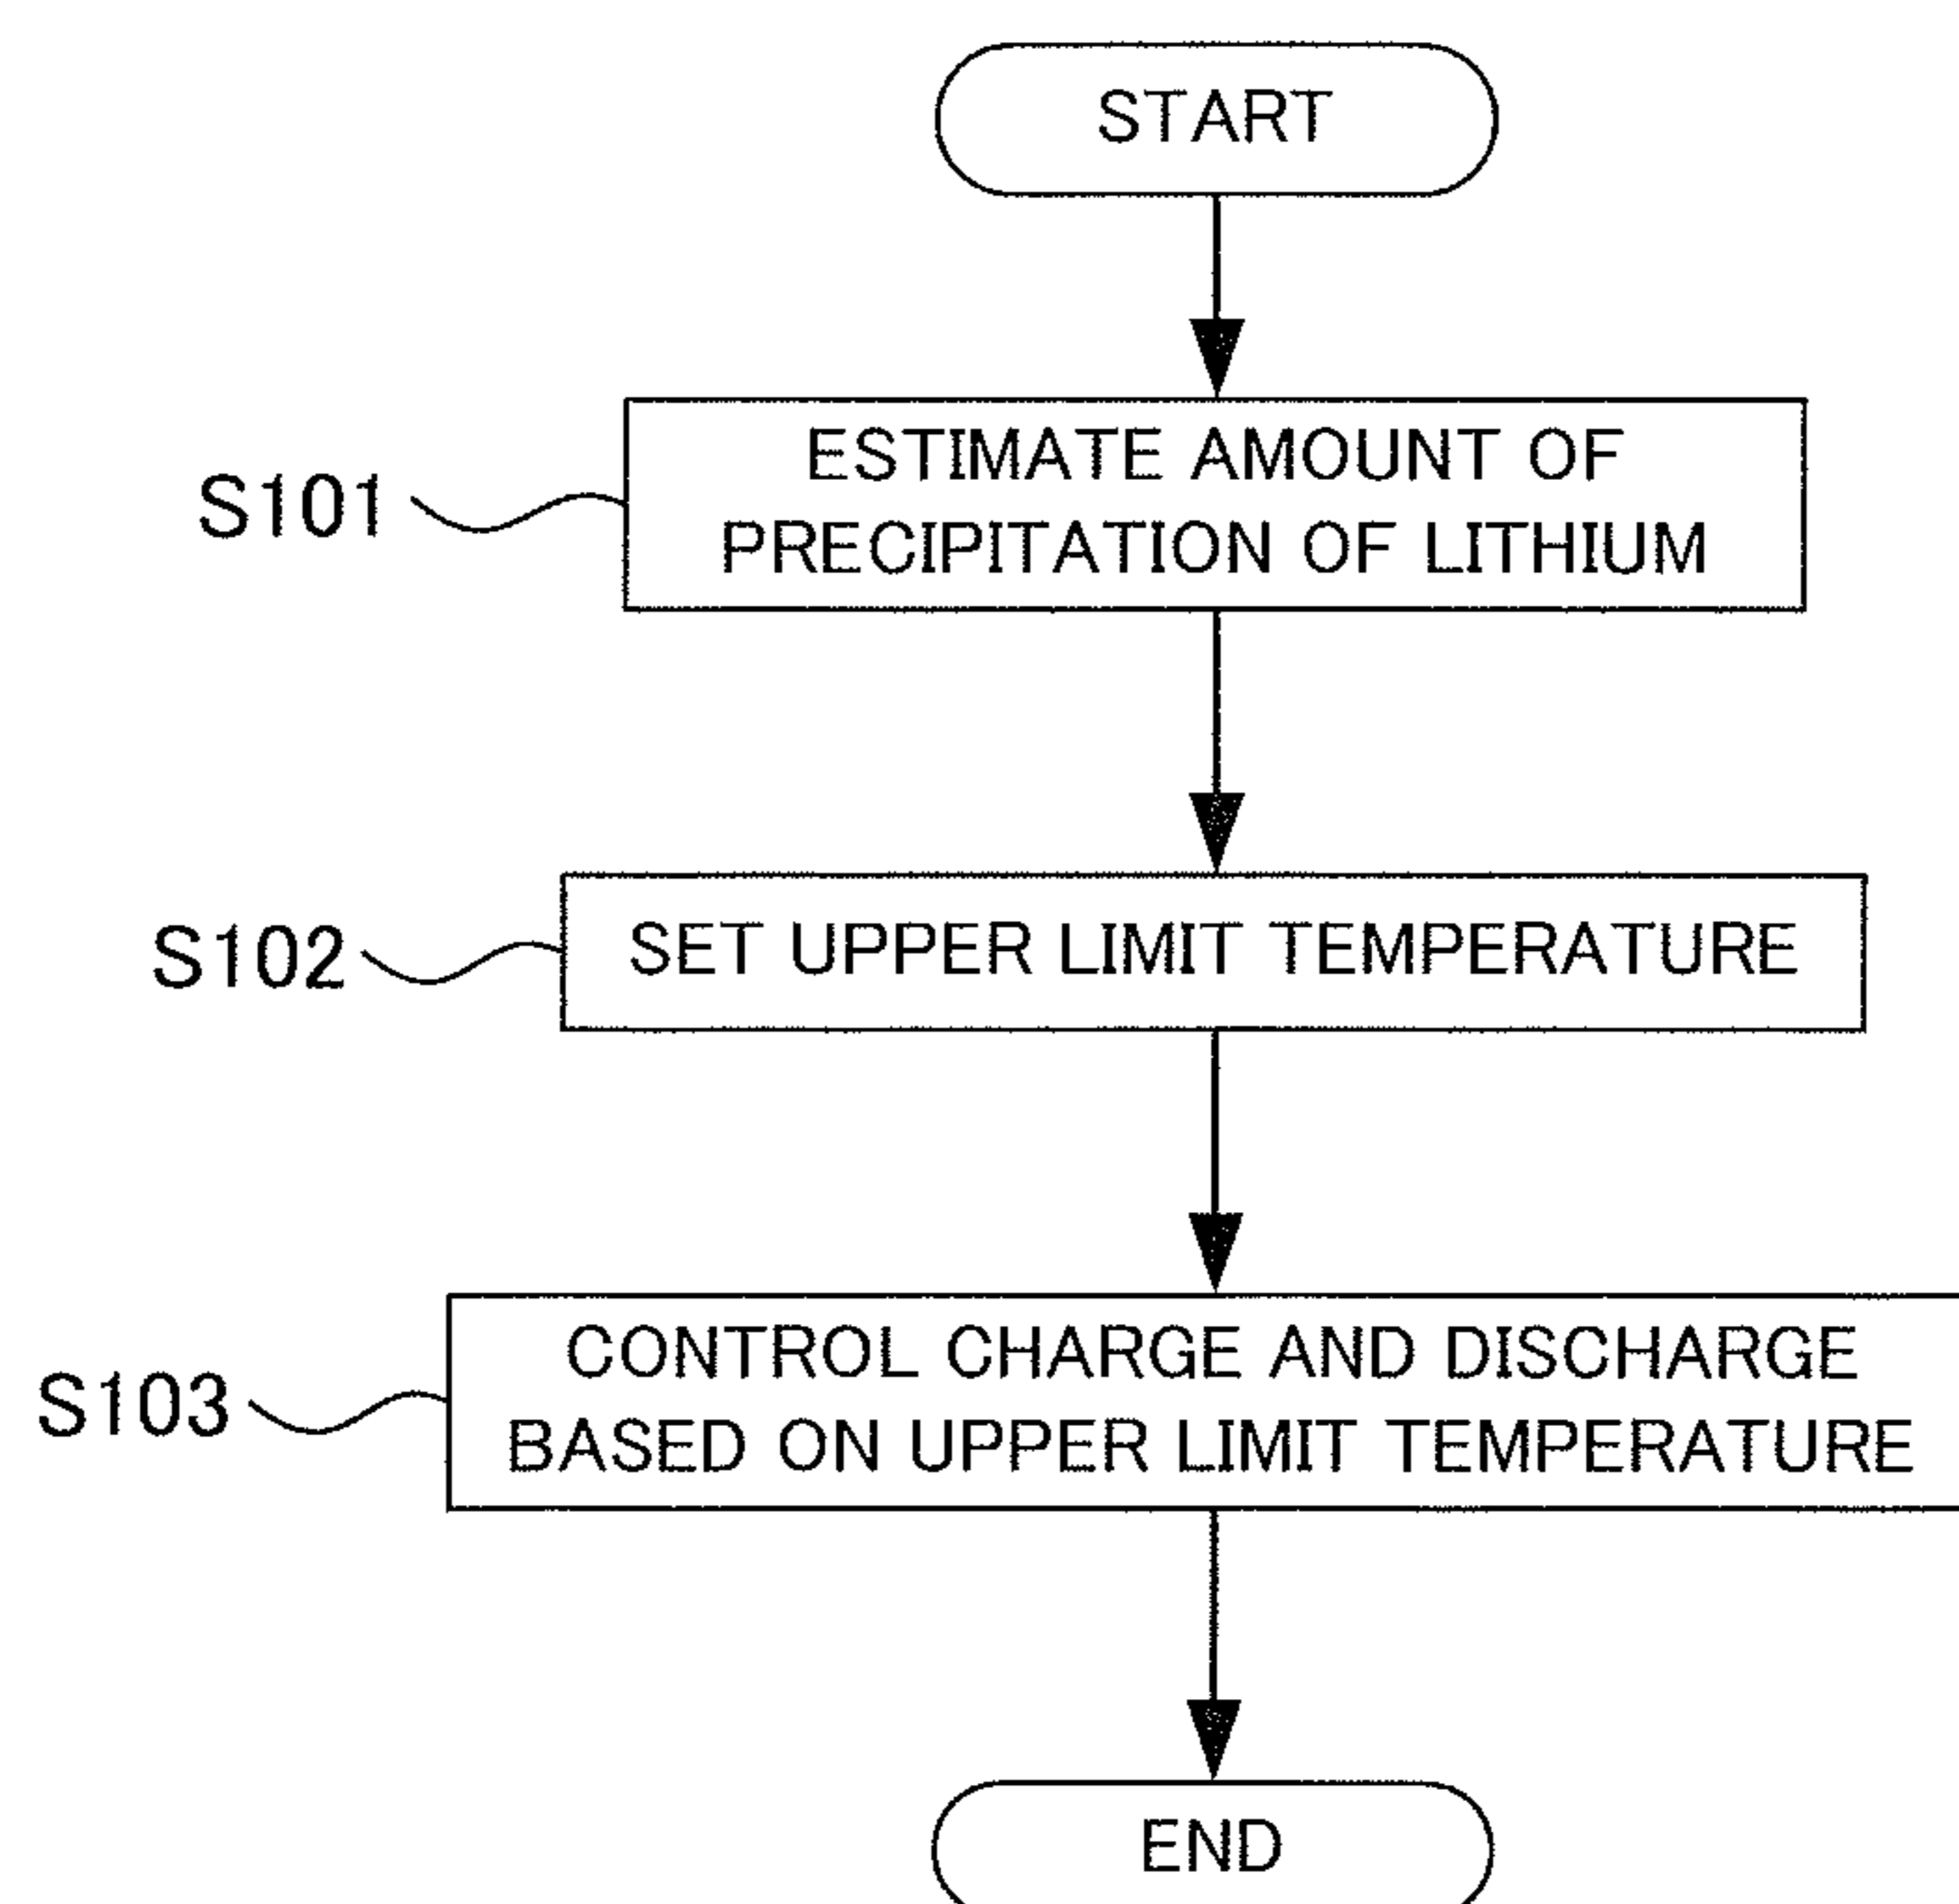 START
S101
ESTIMATE AMOUNT OF
PRECIPITATION OF LITHIUM
S102
SET UPPER LIMIT TEMPERATURE
S103
CONTROL CHARGE AND DISCHARGE
BASED ON UPPER LIMIT TEMPERATURE
END